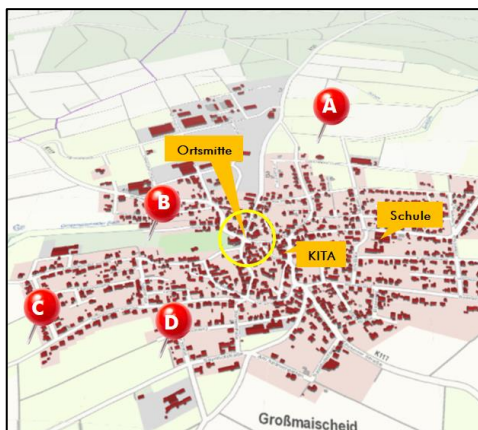 A
Ortsmitte
B
Schule
KITA
C
D
K117
Großmaischeid